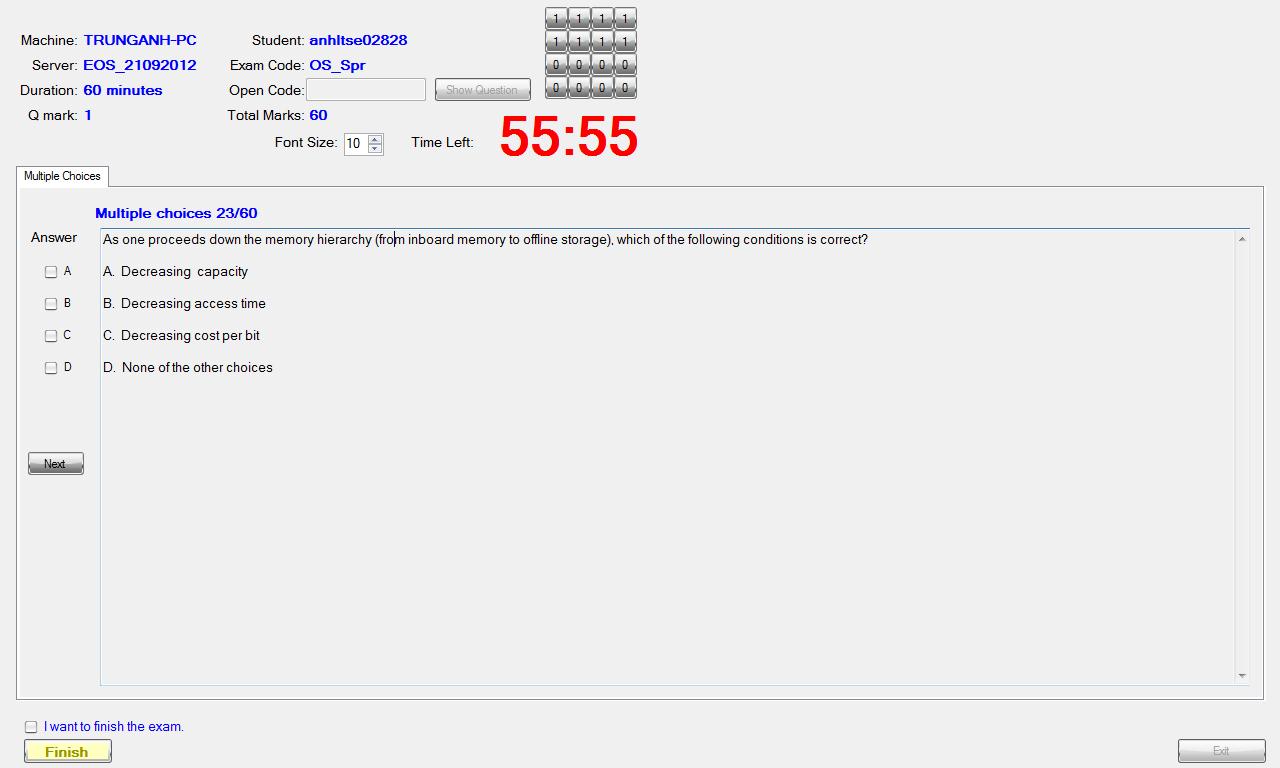 Machine: TRUNGANH-PC Student: anhltse02828
Server: EOS_21092012 Exam Code: OS_Spr
Duration: 60 minutes Open Code: Show Question
Q mark: 1 Total Marks: 60
1 1 1 1
1 1 1 1
0 0 0 0
0 0 0 0
Font Size: 10 Time Left: 55:55
Multiple Choices
Multiple choices 23/60
Answer
As one proceeds down the memory hierarchy (from inboard memory to offline storage), which of the following conditions is correct?
A A. Decreasing capacity
B B. Decreasing access time
C C. Decreasing cost per bit
D D. None of the other choices
Next
I want to finish the exam.
Finish
Exit